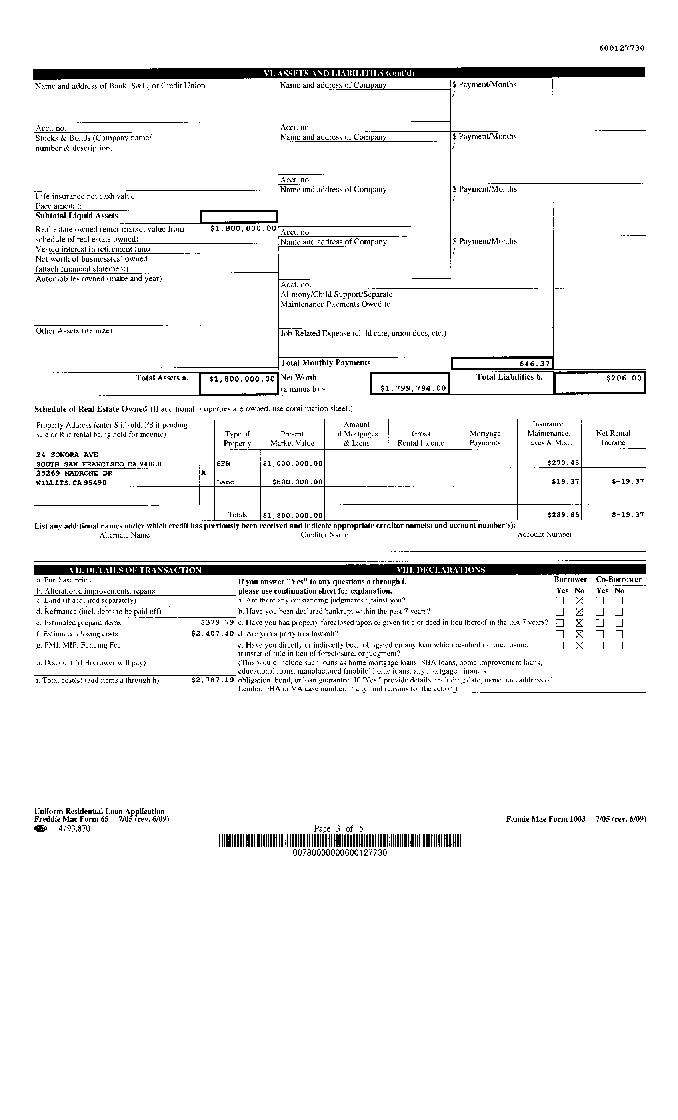 600127730
VI. ASSETS AND LIABILITIES (cont'd)
Name and address of Bank, S&L, or Credit Union
Name and address of Company
$ Payment/Months
/
Acct. no.
Acct. no.
Stocks & Bonds (Company name/
number & description)
Name and address of Company
$ Payment/Months
/
Acct. no.
Name and address of Company
$ Payment/Months
/
Life insurance net cash value
Face amount:
Subtotal Liquid Assets
Real estate owned (enter market value from
schedule of real estate owned)
$1,800,000.00
Acct. no.
Name and address of Company
$ Payment/Months
/
Vested interest in retirement fund
Net worth of business(es) owned
(attach financial statement)
Automobiles owned (make and year)
Acct. no.
Alimony/Child Support/Separate
Maintenance Payments Owed to:
Other Assets (itemize)
Job Related Expense (child care, union dues, etc.)
Total Monthly Payments
646.37
Total Assets a.
$1,800,000.00
Net Worth
(a minus b)
$1,799,794.00
Total Liabilities b.
$206.00
Schedule of Real Estate Owned (If additional properties are owned, use continuation sheet.)
Property Address (enter S if sold, PS if pending
sale or R if rental being held for income)
Type of
Property
Present
Market Value
Amount
of Mortgages
& Liens
Gross
Rental Income
Mortgage
Payments
Insurance
Maintenance,
Taxes & Misc.
Net Rental
Income
24 SONORA AVE
SOUTH SAN FRANCISCO, CA
SFR
$270.48
25269 MADRONE DR
WILLITS, CA 95490
R
Land
$19.37
$-19.37
Totals
$1,800,000.00
$289.85
$-19.37
List any additional names under which credit has previously been received and indicate appropriate creditor name(s) and account number(s):
Alternate Name
Creditor Name
Account Number
VII. DETAILS OF TRANSACTION
VIII. DECLARATIONS
a. Purchase price
b. Alterations, improvements, repairs
c. Land (if acquired separately)
d. Refinance (incl. debts to be paid off)
e. Estimated prepaid items
$379.79
f. Estimated closing costs
$2,407.40
g. PMI, MIP, Funding Fee
h. Discount (if Borrower will pay)
i. Total costs (add items a through h)
$2,787.19
If you answer "Yes" to any questions a through i,
please use continuation sheet for explanation.
Borrower
Co-Borrower
Yes No
Yes No
a. Are there any outstanding judgments against you?
b. Have you been declared bankrupt within the past 7 years?
c. Have you had property foreclosed upon or given title or deed in lieu thereof in the last 7 years?
d. Are you a party to a lawsuit?
e. Have you directly or indirectly been obligated on any loan which resulted in foreclosure,
transfer of title in lieu of foreclosure, or judgment?
(This would include such loans as home mortgage loans, SBA loans, home improvement loans,
educational loans, manufactured (mobile) home loans, any mortgage, financial
obligation, bond, or loan guarantee. If "Yes," provide details, including date, name, and address of
Lender, FHA or VA case number, if any, and reasons for the action.)
Uniform Residential Loan Application
Freddie Mac Form 65 7/05 (rev. 6/09)
Page 3 of 5
Fannie Mae Form 1003 7/05 (rev. 6/09)